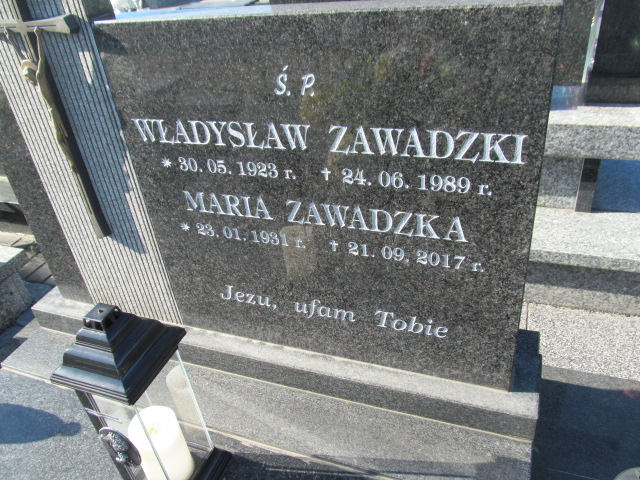 Ś. P.
WŁADYSŁAW ZAWADZKI
* 30. 05. 1923 r. † 24. 06. 1989 r.
MARIA ZAWADZKA
* 23. 01. 1931 r. † 21. 09. 2017 r.
Jezu, ufam Tobie